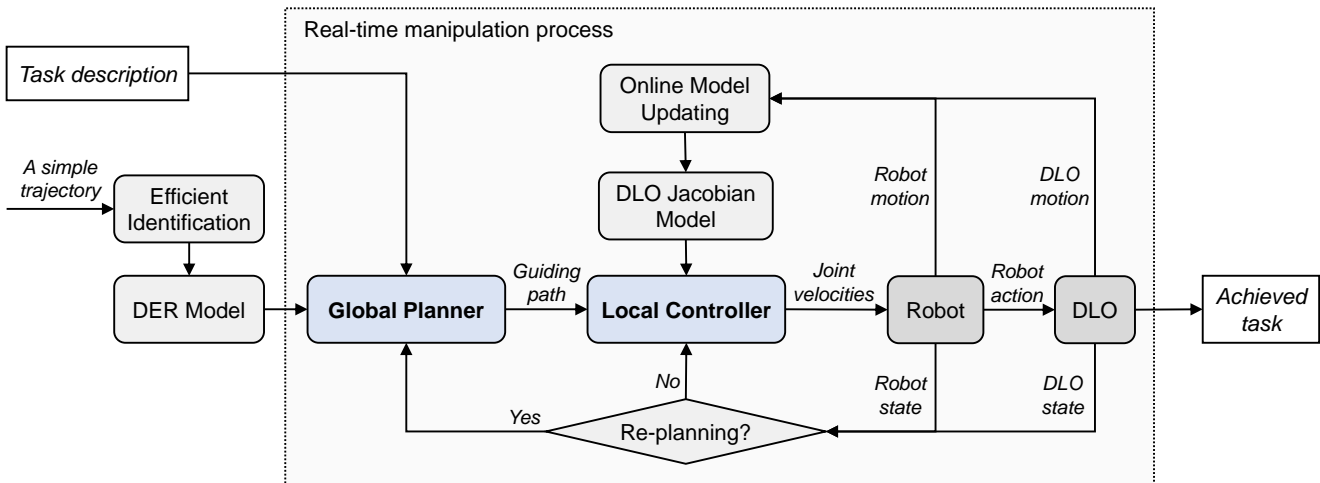 Real-time manipulation process
Task description
Online Model
Updating
A simple
trajectory
Efficient
Identification
DLO Jacobian
Model
Robot
motion
DLO
motion
DER Model
Global Planner
Guiding
path
Local Controller
Joint
velocities
Robot
Robot
action
DLO
Achieved
task
Yes
No
Re-planning?
Robot
state
DLO
state